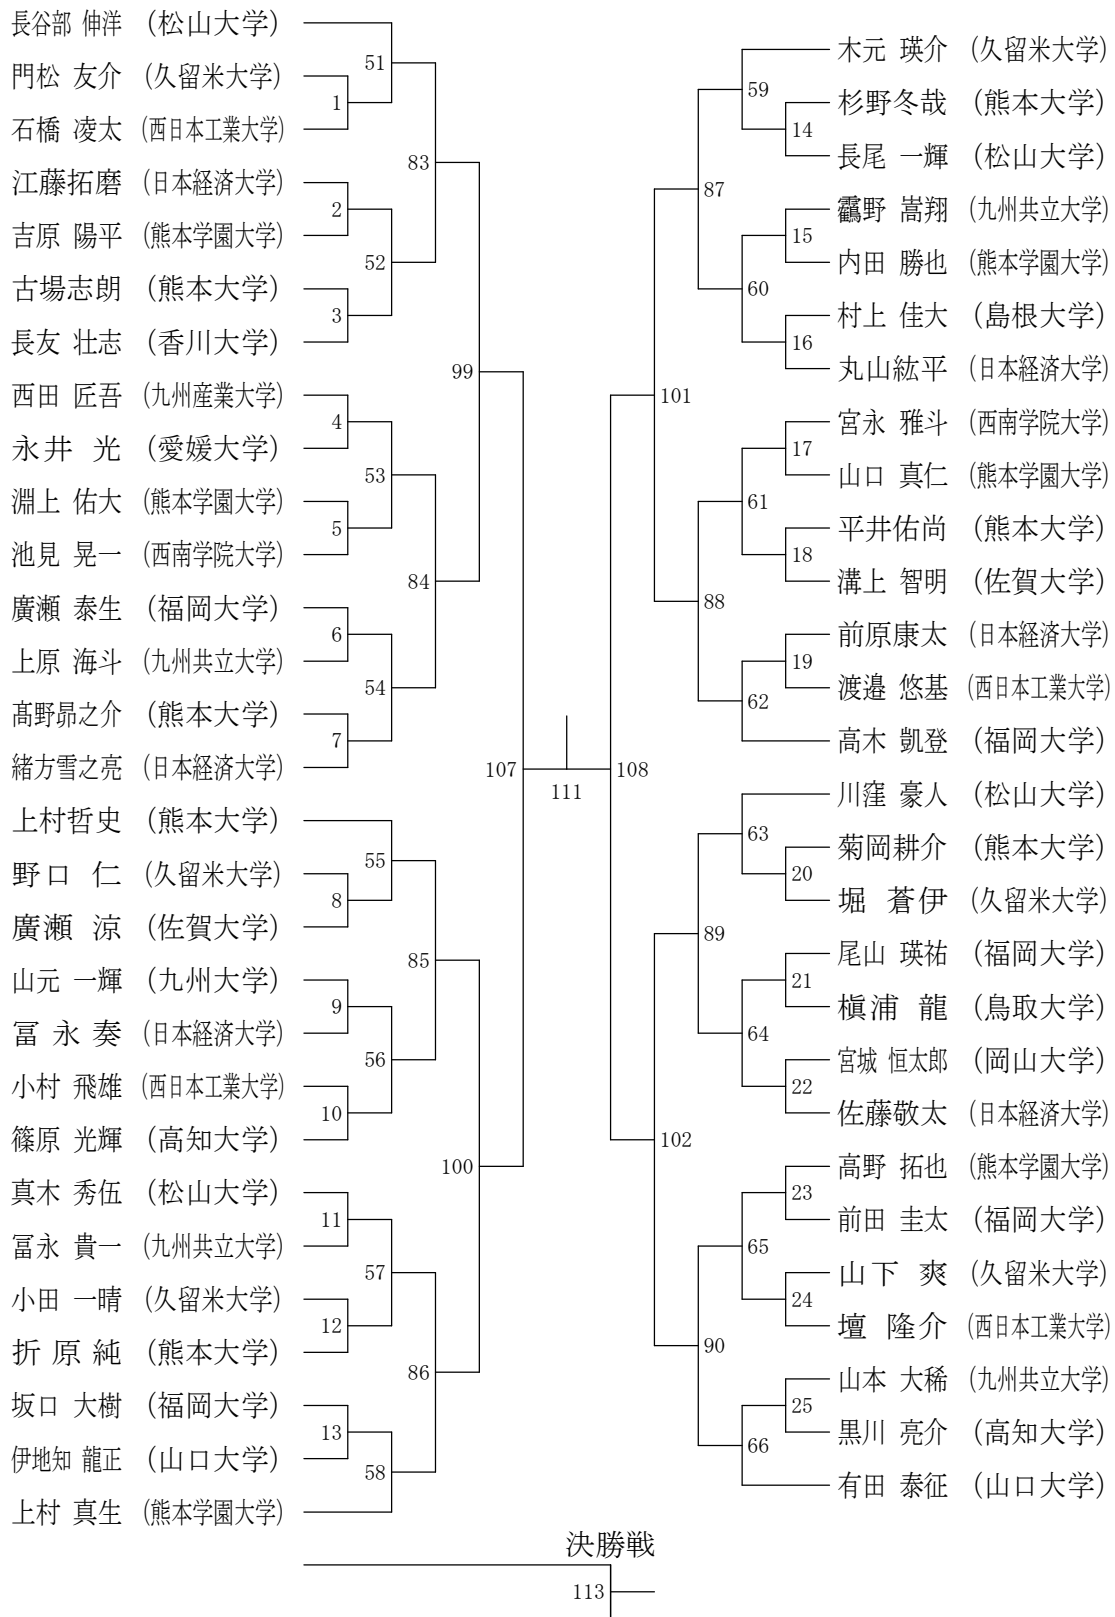 長谷部 伸洋 (松山大学)
門松 友介 (久留米大学)
石橋 凌太 (西日本工業大学)
江藤拓磨 (日本経済大学)
吉原 陽平 (熊本学園大学)
古場志朗 (熊本大学)
長友 壮志 (香川大学)
西田 匠吾 (九州産業大学)
永井 光 (愛媛大学)
淵上 佑大 (熊本学園大学)
池見 晃一 (西南学院大学)
廣瀬 泰生 (福岡大学)
上原 海斗 (九州共立大学)
髙野昴之介 (熊本大学)
緒方雪之亮 (日本経済大学)
上村哲史 (熊本大学)
野口 仁 (久留米大学)
廣瀬 涼 (佐賀大学)
山元 一輝 (九州大学)
冨永奏 (日本経済大学)
小村 飛雄 (西日本工業大学)
篠原 光輝 (高知大学)
真木 秀伍 (松山大学)
冨永 貴一 (九州共立大学)
小田 一晴 (久留米大学)
折原純 (熊本大学)
坂口 大樹 (福岡大学)
伊地知 龍正 (山口大学)
上村 真生 (熊本学園大学)
1
2
3
4
5
6
7
8
9
10
11
12
13
51
52
53
54
55
56
57
58
83
84
85
86
99
100
107
111
108
101
102
87
88
89
90
59
60
61
62
63
64
65
66
14
15
16
17
18
19
20
21
22
23
24
25
木元 瑛介 (久留米大学)
杉野冬哉 (熊本大学)
長尾 一輝 (松山大学)
靍野 嵩翔 (九州共立大学)
内田 勝也 (熊本学園大学)
村上 佳大 (島根大学)
丸山紘平 (日本経済大学)
宮永 雅斗 (西南学院大学)
山口 真仁 (熊本学園大学)
平井佑尚 (熊本大学)
溝上 智明 (佐賀大学)
前原康太 (日本経済大学)
渡邉 悠基 (西日本工業大学)
高木 凱登 (福岡大学)
川窪 豪人 (松山大学)
菊岡耕介 (熊本大学)
堀 蒼伊 (久留米大学)
尾山 瑛祐 (福岡大学)
槇浦 龍 (鳥取大学)
宮城 恒太郎 (岡山大学)
佐藤敬太 (日本経済大学)
高野 拓也 (熊本学園大学)
前田 圭太 (福岡大学)
山下 爽 (久留米大学)
壇 隆介 (西日本工業大学)
山本 大稀 (九州共立大学)
黒川 亮介 (高知大学)
有田 泰征 (山口大学)
決勝戦
113